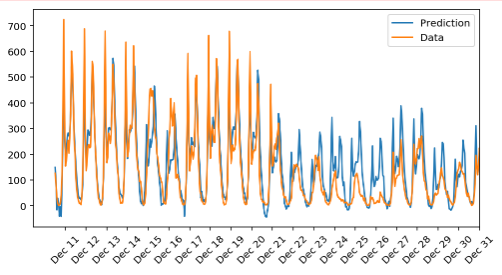 Prediction
Data
700
600
500
400
300
200
100
0
Dec 11
Dec 12
Dec 13
Dec 14
Dec 15
Dec 16
Dec 17
Dec 18
Dec 19
Dec 20
Dec 21
Dec 22
Dec 23
Dec 24
Dec 25
Dec 26
Dec 27
Dec 28
Dec 29
Dec 30
Dec 31